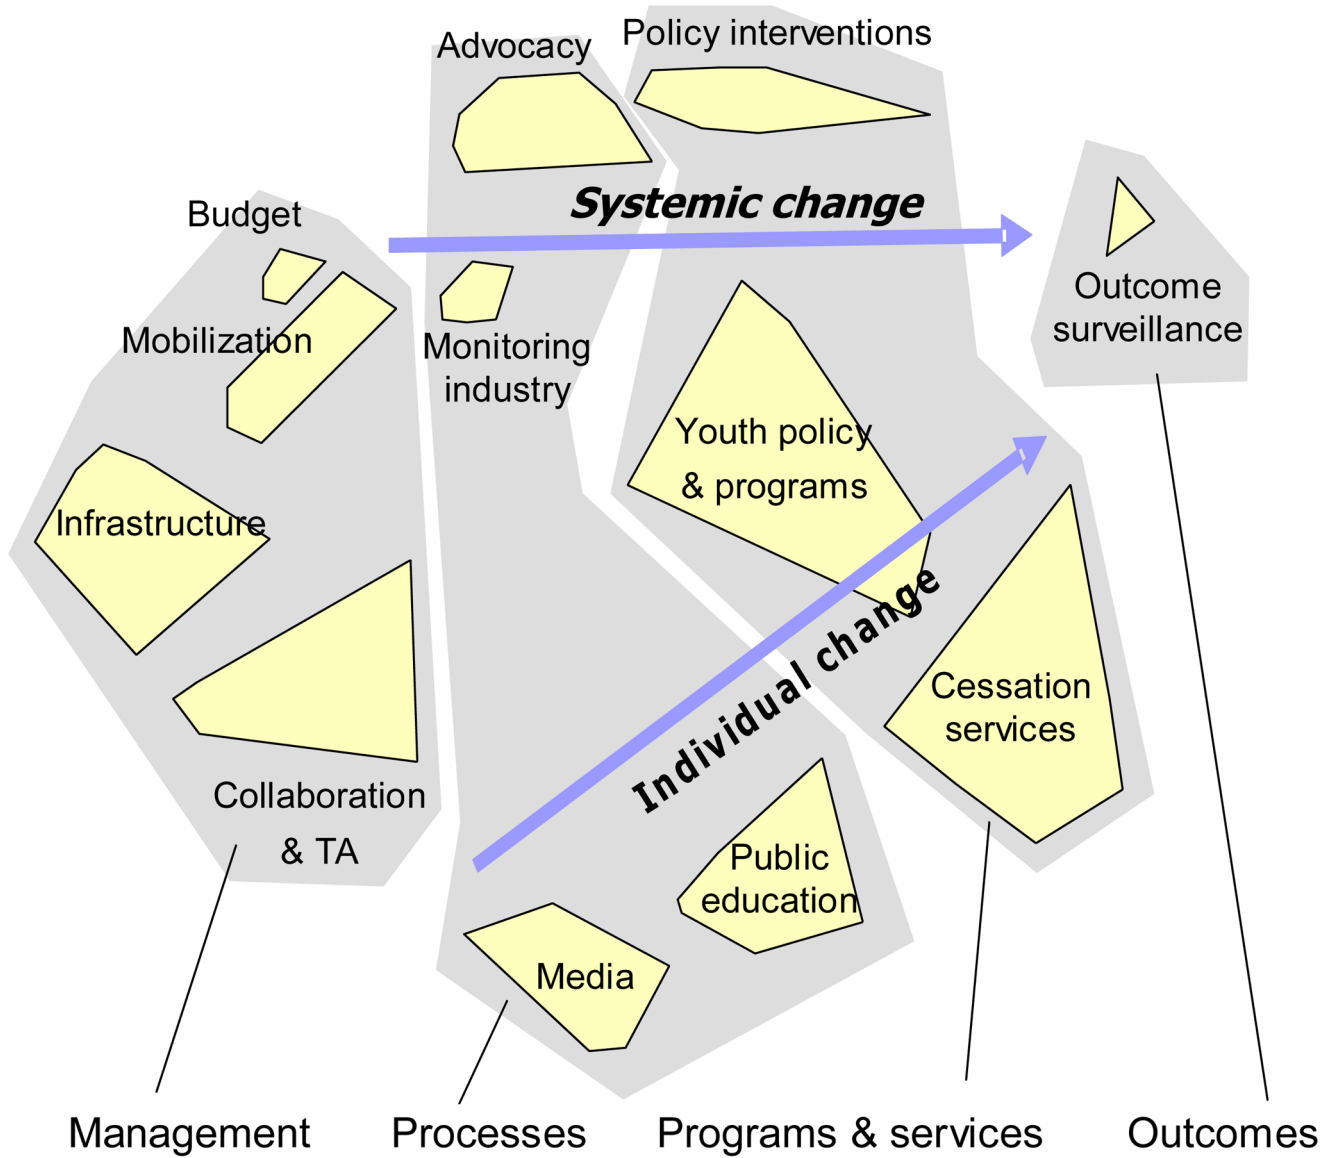 Advocacy
Policy interventions
Systemic change
Budget
Outcome
surveillance
Mobilization
Monitoring
industry
Youth policy
& programs
Infrastructure
Individual change
Cessation
services
Collaboration
& TA
Public
education
Media
Management
Processes
Programs & services
Outcomes